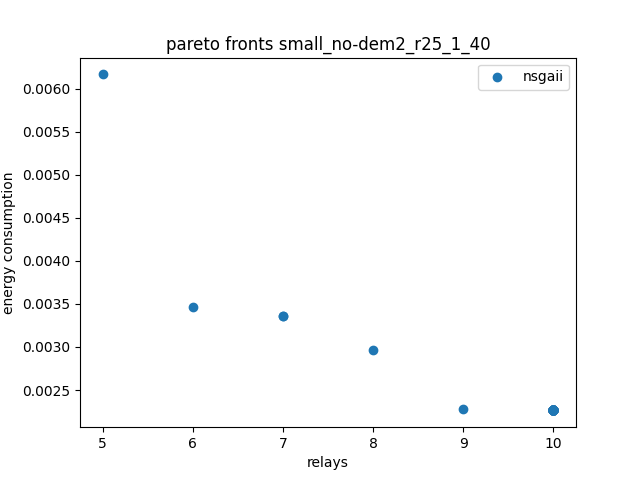 pareto fronts small_no-dem2_r25_1_40
nsgaii
0.0060
0.0055
0.0050
0.0045
0.0040
0.0035
0.0030
0.0025
energy consumption
5 6 7 8 9 10
relays